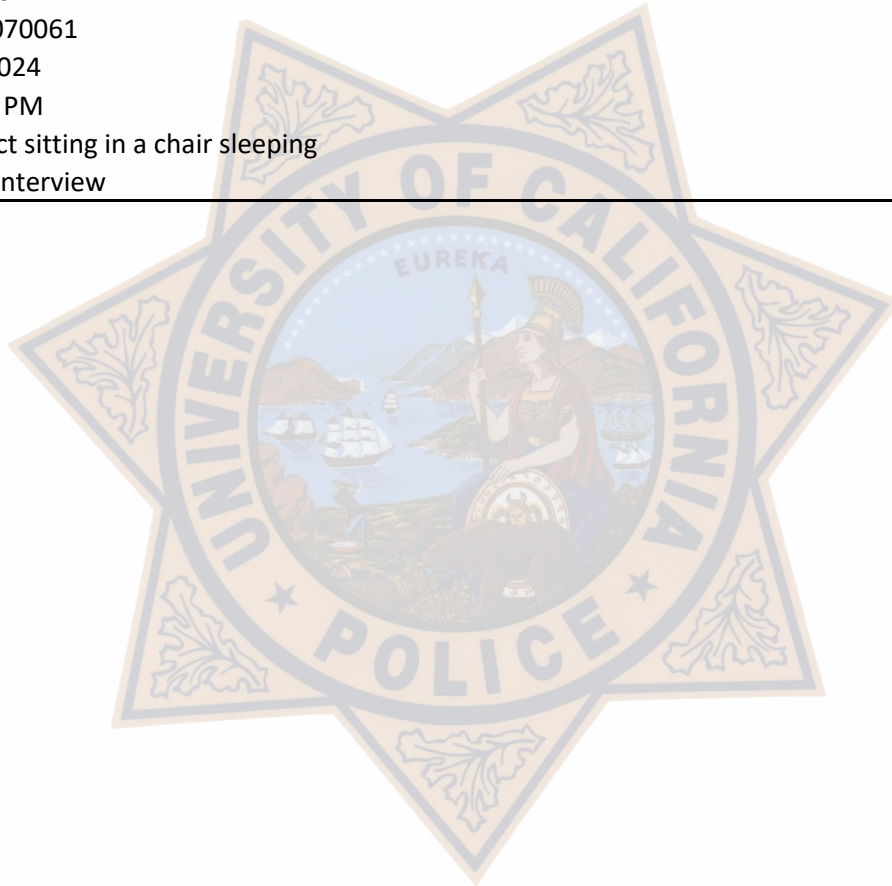 070061
024
PM
ct sitting in a chair sleeping
nterview
UNIVERSITY OF CALIFORNIA
EUREKA
POLICE